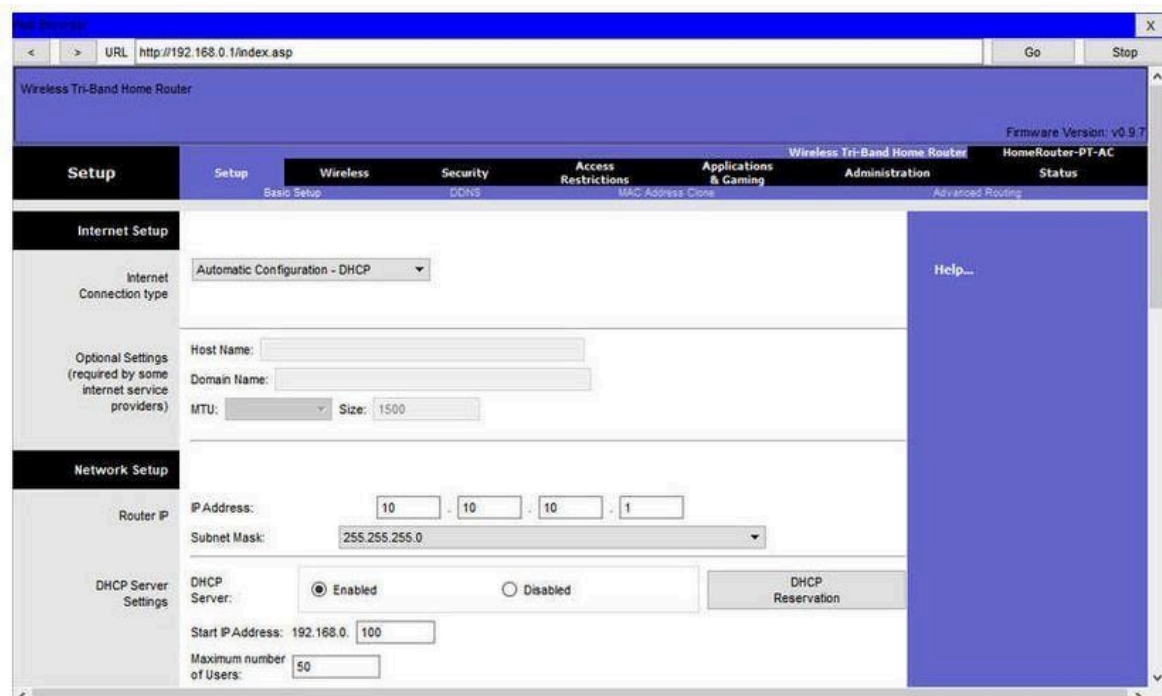 Web Browser
X
< > URL http://192.168.0.1/index.asp Go Stop
Wireless Tri-Band Home Router
Firmware Version: v0.9.7
Wireless Tri-Band Home Router HomeRouter-PT-AC
Setup
Setup Wireless Security Access Restrictions Applications & Gaming Administration Status
Basic Setup DDNS MAC Address Clone Advanced Routing
Internet Setup
Internet
Connection type
Automatic Configuration - DHCP
Help...
Optional Settings
(required by some
internet service
providers)
Host Name:
Domain Name:
MTU: Size: 1500
Network Setup
Router IP
IP Address: 10 . 10 . 10 . 1
Subnet Mask: 255.255.255.0
DHCP Server
Settings
DHCP
Server:
Enabled Disabled
DHCP
Reservation
Start IP Address: 192.168.0. 100
Maximum number
of Users:
50